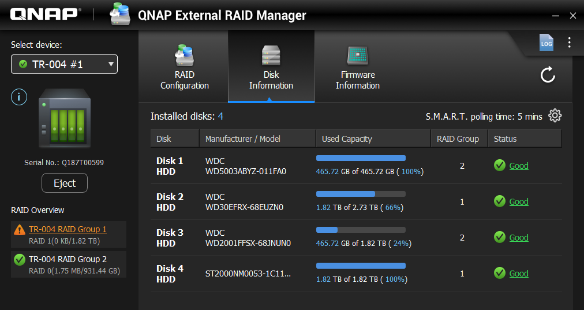 QNAP QNAP External RAID Manager
Select device:
TR-004 #1
Serial No.: Q187T00599
Eject
RAID Overview
TR-004 RAID Group 1
RAID 1(0 KB/1.82 TB)
TR-004 RAID Group 2
RAID 0(1.75 MB/931.44 GB)
LOG
RAID
Configuration
Disk
Information
Firmware
Information
Installed disks: 4
S.M.A.R.T. polling time: 5 mins
Disk Manufacturer / Model Used Capacity RAID Group Status
Disk 1
HDD
WDC
WD5003ABYZ-011FA0
465.72 GB of 465.72 GB ( 100%)
2
Good
Disk 2
HDD
WDC
WD30EFRX-68EUZN0
1.82 TB of 2.73 TB ( 66%)
1
Good
Disk 3
HDD
WDC
WD2001FFSX-68JNUN0
465.72 GB of 1.82 TB ( 24%)
2
Good
Disk 4
HDD
ST2000NM0053-1C11...
1.82 TB of 1.82 TB ( 100%)
1
Good